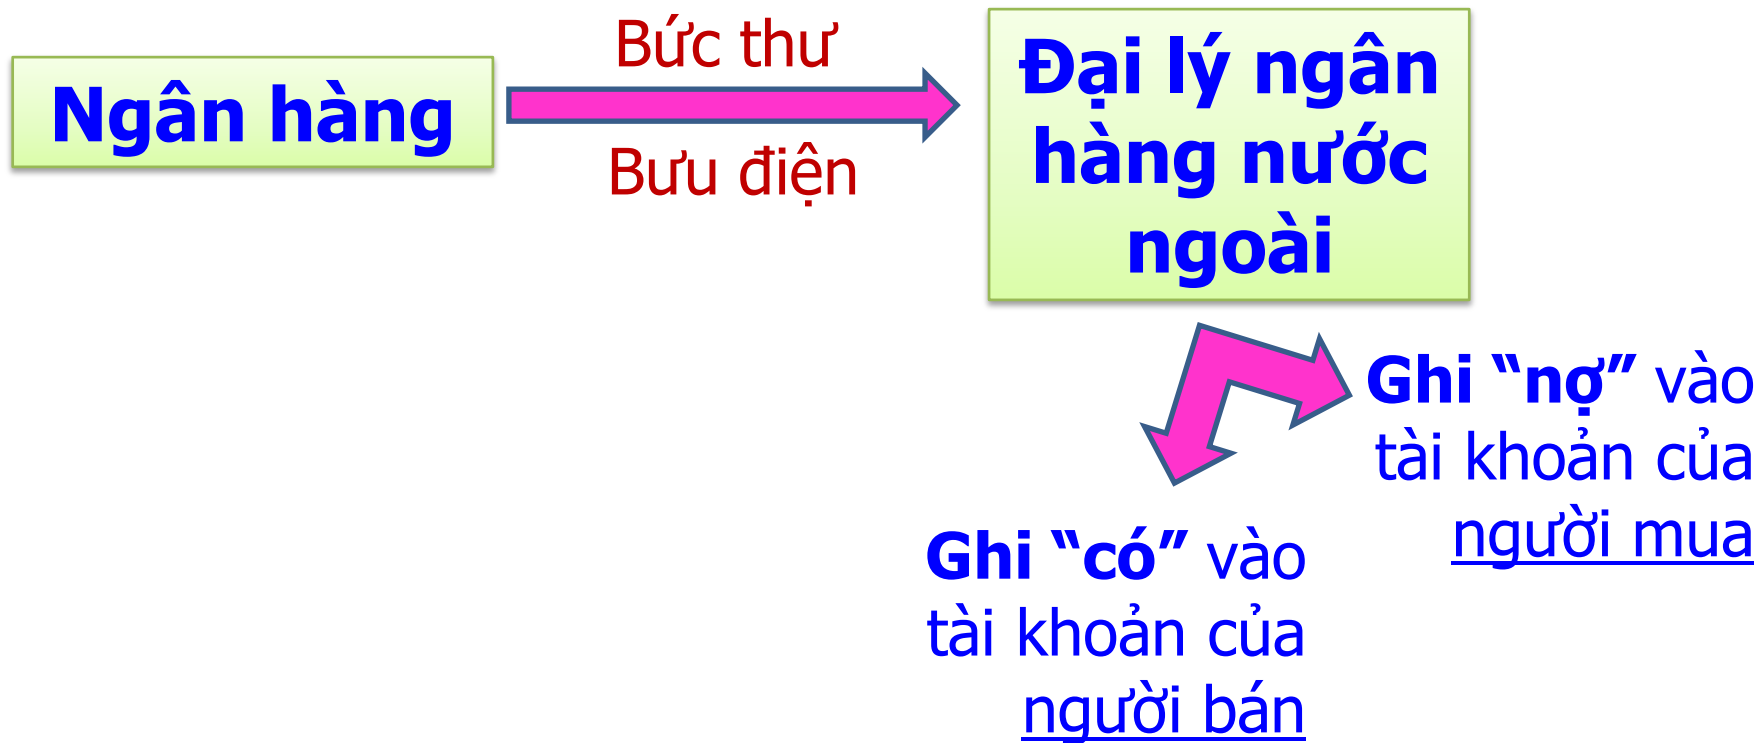 Ngân hàng
Bức thư
Bưu điện
Đại lý ngân
hàng nước
ngoài
Ghi “nợ” vào
tài khoản của
người mua
Ghi “có” vào
tài khoản của
người bán